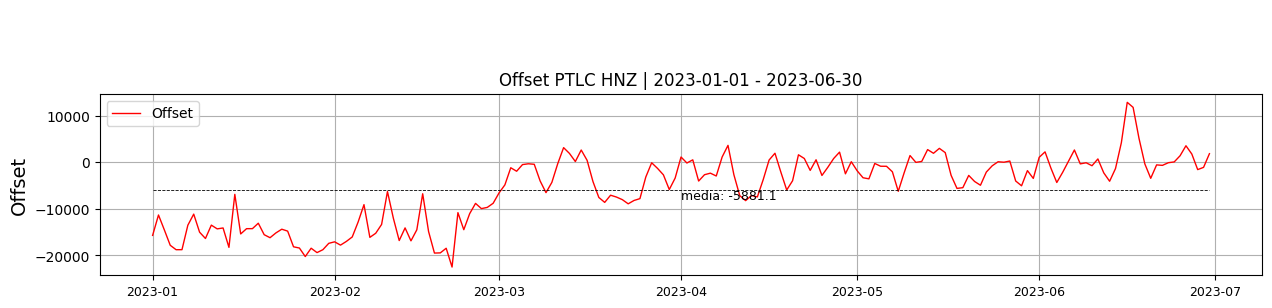 Offset PTLC HNZ | 2023-01-01 - 2023-06-30
Offset
10000
0
−10000
−20000
Offset
media: -5881.1
2023-01
2023-02
2023-03
2023-04
2023-05
2023-06
2023-07